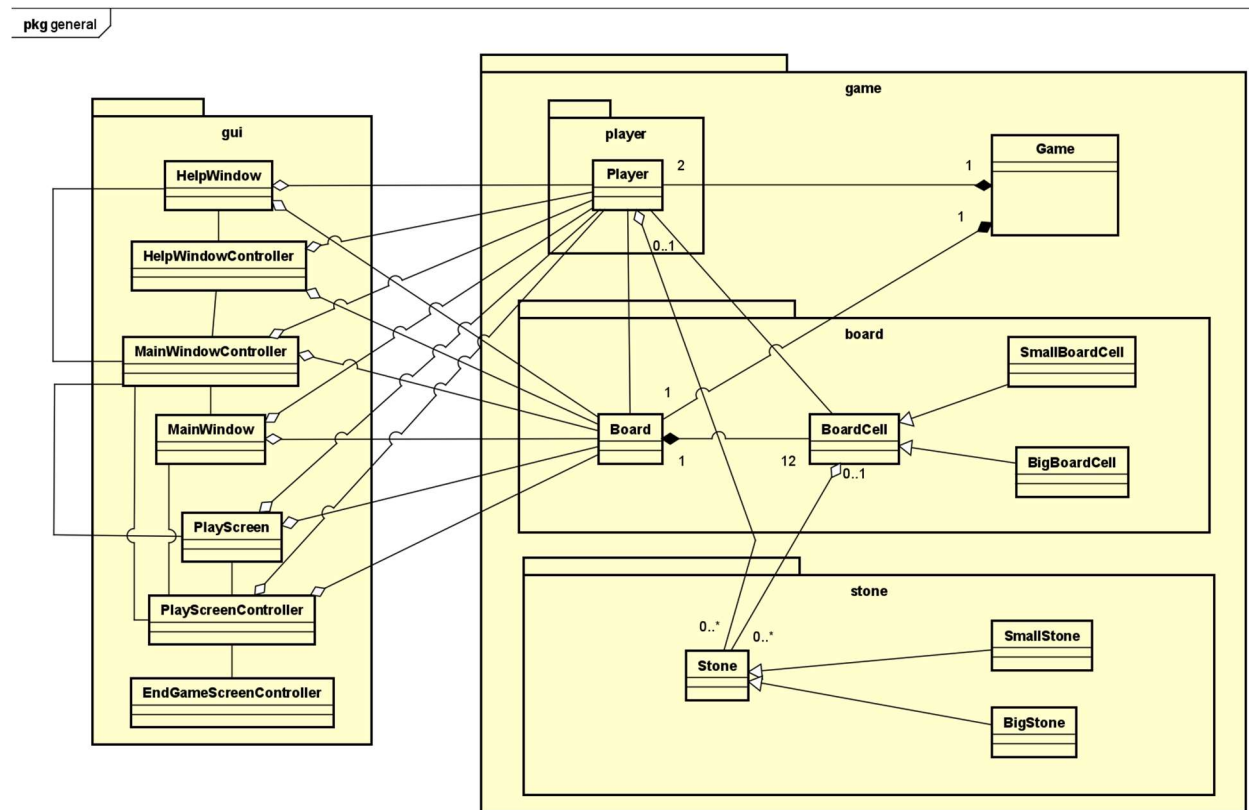 pkg general
gui
HelpWindow
HelpWindowController
MainWindowController
MainWindow
PlayScreen
PlayScreenController
EndGameScreenController
game
player
Player
2
0..1
1
Game
1
board
1
Board
1
12
BoardCell
0..1
SmallBoardCell
BigBoardCell
stone
0..*
0..*
Stone
SmallStone
BigStone